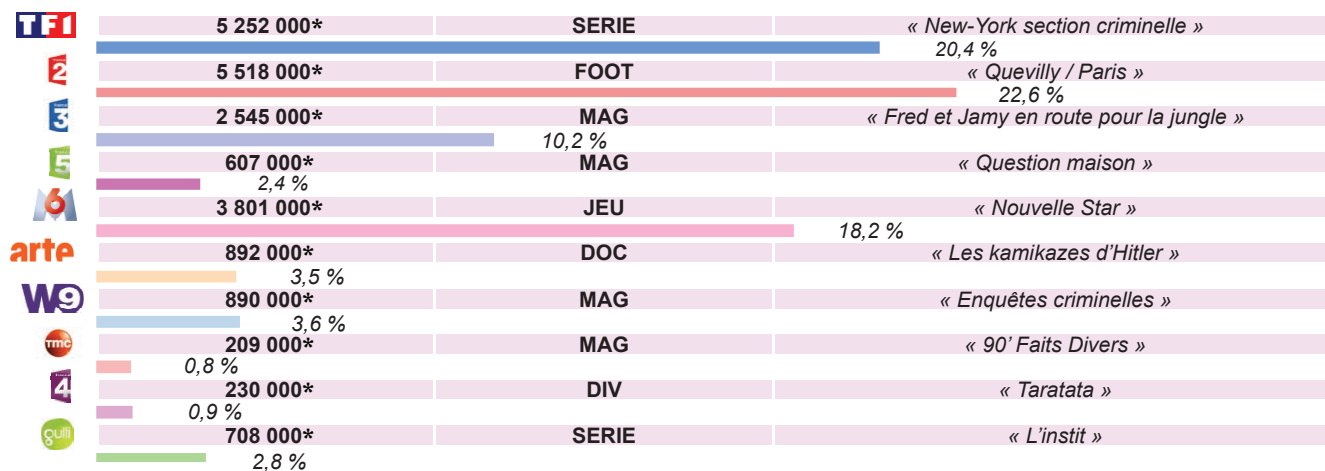 TF1 5 252 000* SERIE « New-York section criminelle »
20,4 %
2 5 518 000* FOOT « Quevilly / Paris »
22,6 %
3 2 545 000* MAG « Fred et Jamy en route pour la jungle »
10,2 %
5 607 000* MAG « Question maison »
2,4 %
M6 3 801 000* JEU « Nouvelle Star »
18,2 %
arte 892 000* DOC « Les kamikazes d’Hitler »
3,5 %
W9 890 000* MAG « Enquêtes criminelles »
3,6 %
TMC 209 000* MAG « 90’ Faits Divers »
0,8 %
4 230 000* DIV « Taratata »
0,9 %
gulli 708 000* SERIE « L’instit »
2,8 %